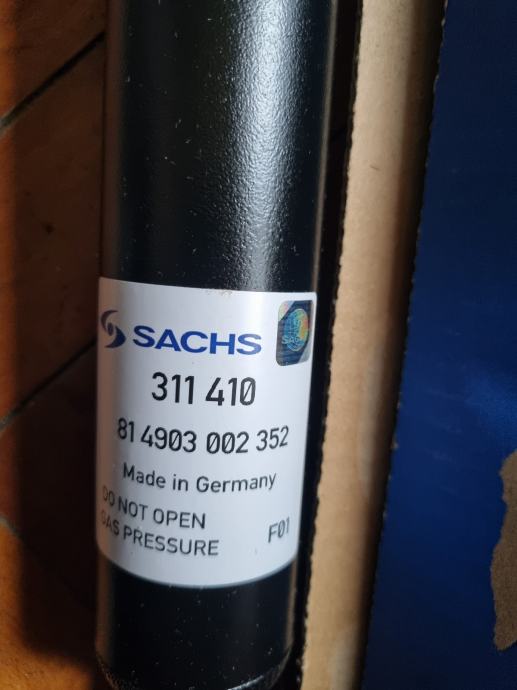 SACHS
311 410
81 4903 002 352
Made in Germany
DO NOT OPEN
GAS PRESSURE
F01